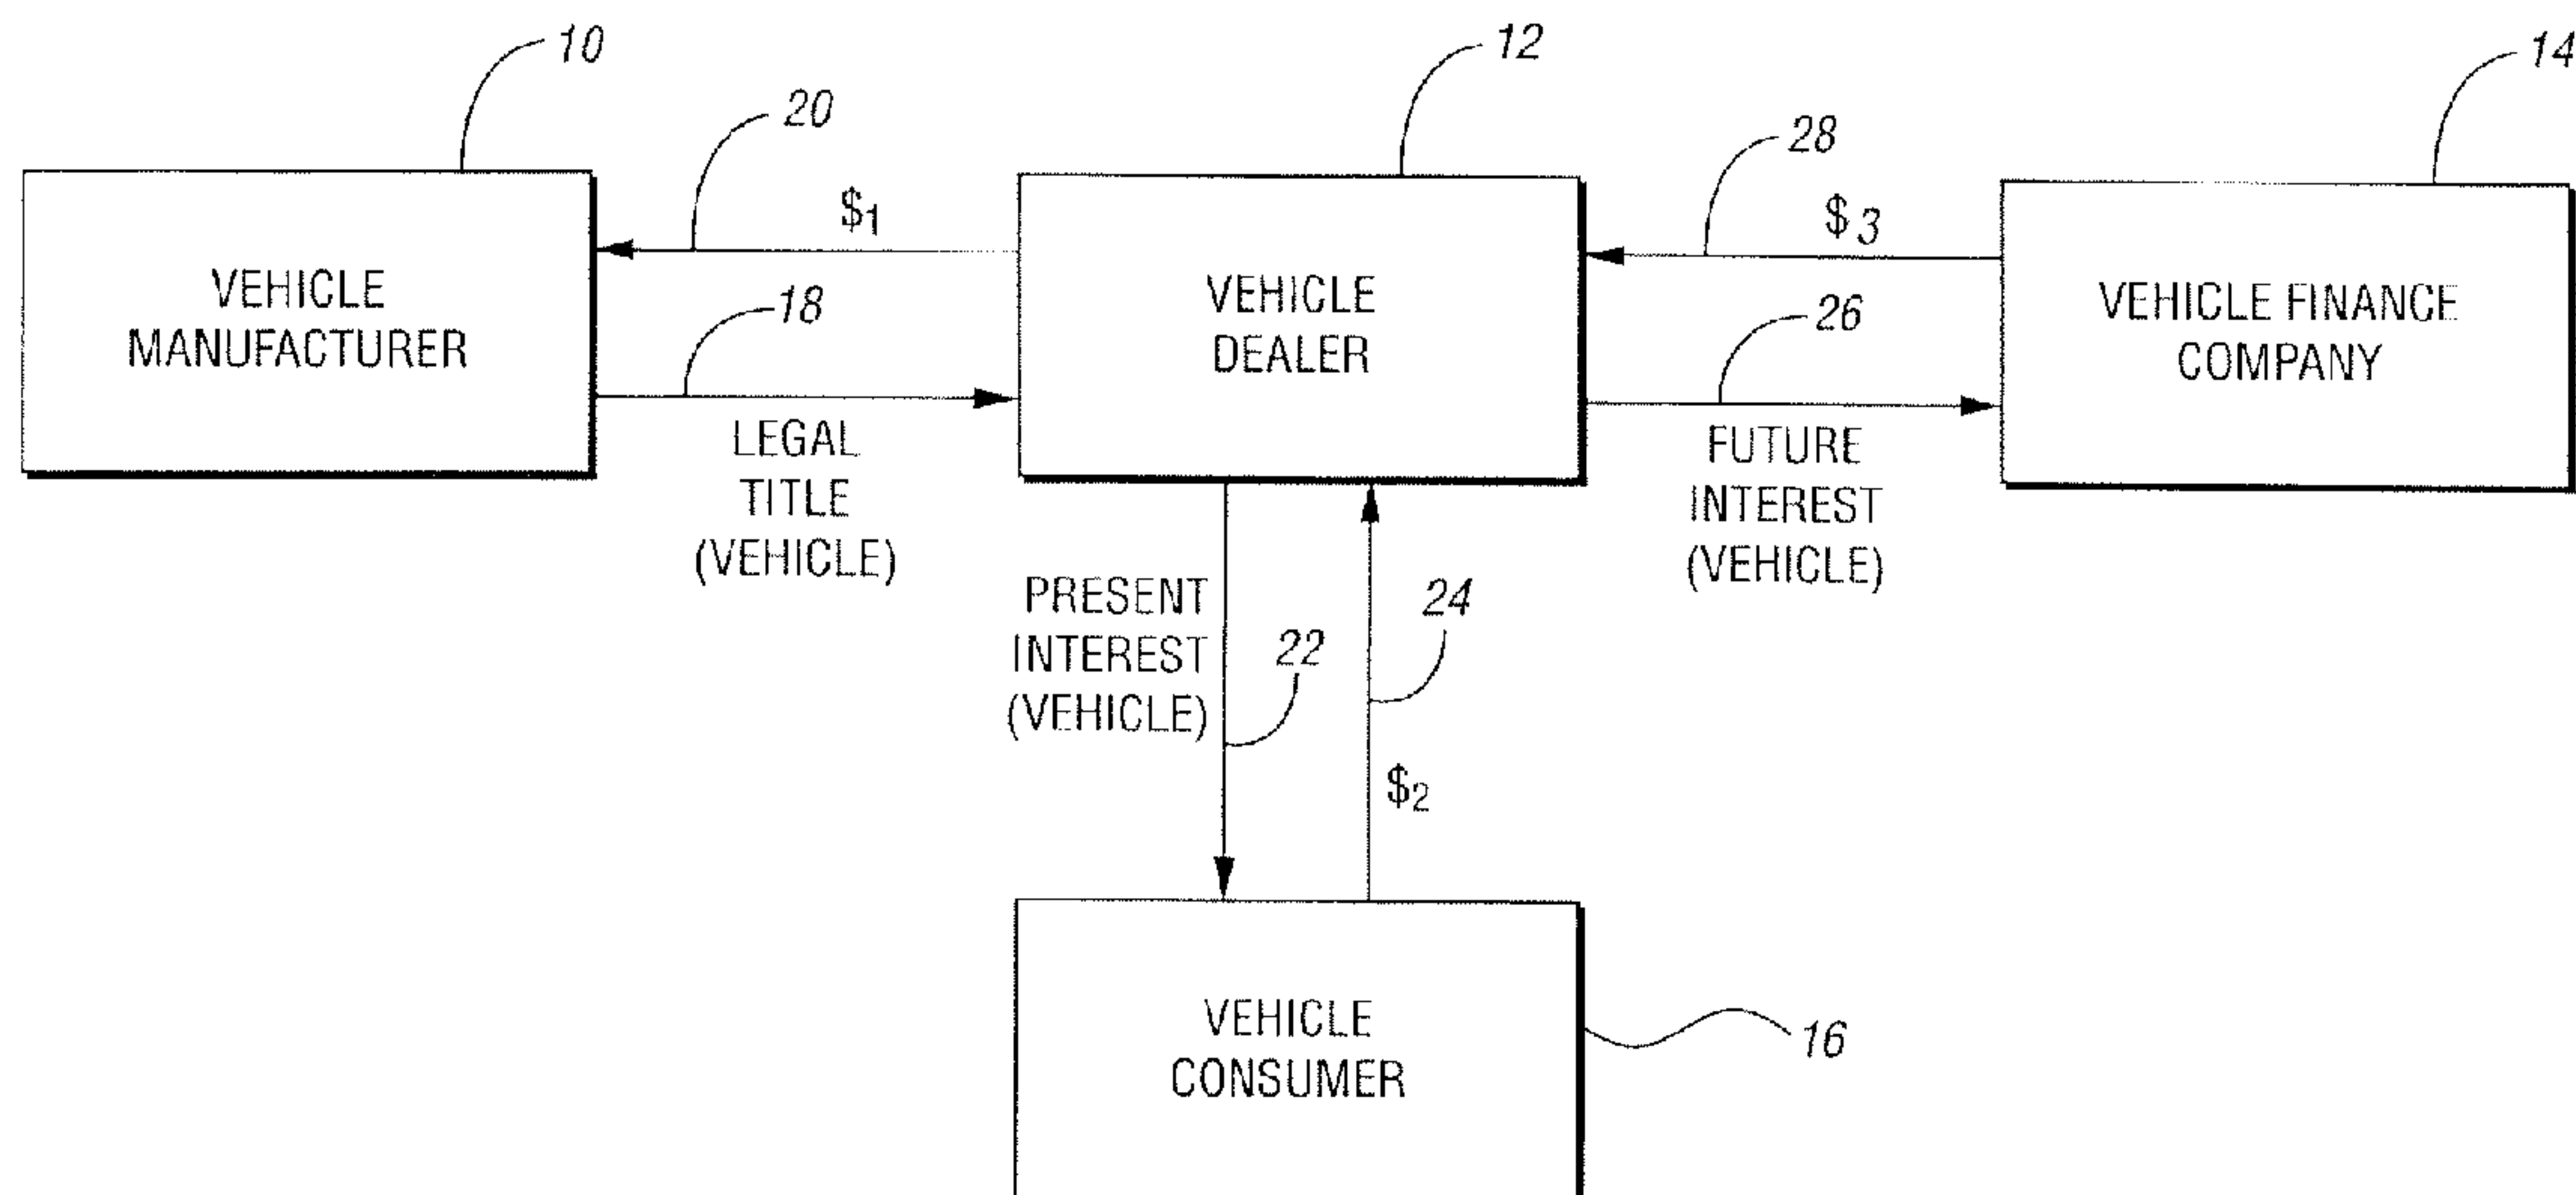 10
12
14
20
28
$1
$3
VEHICLE
MANUFACTURER
18
VEHICLE
DEALER
26
VEHICLE FINANCE
COMPANY
LEGAL
TITLE
(VEHICLE)
FUTURE
INTEREST
(VEHICLE)
PRESENT
INTEREST
(VEHICLE)
22
24
$2
VEHICLE
CONSUMER
16